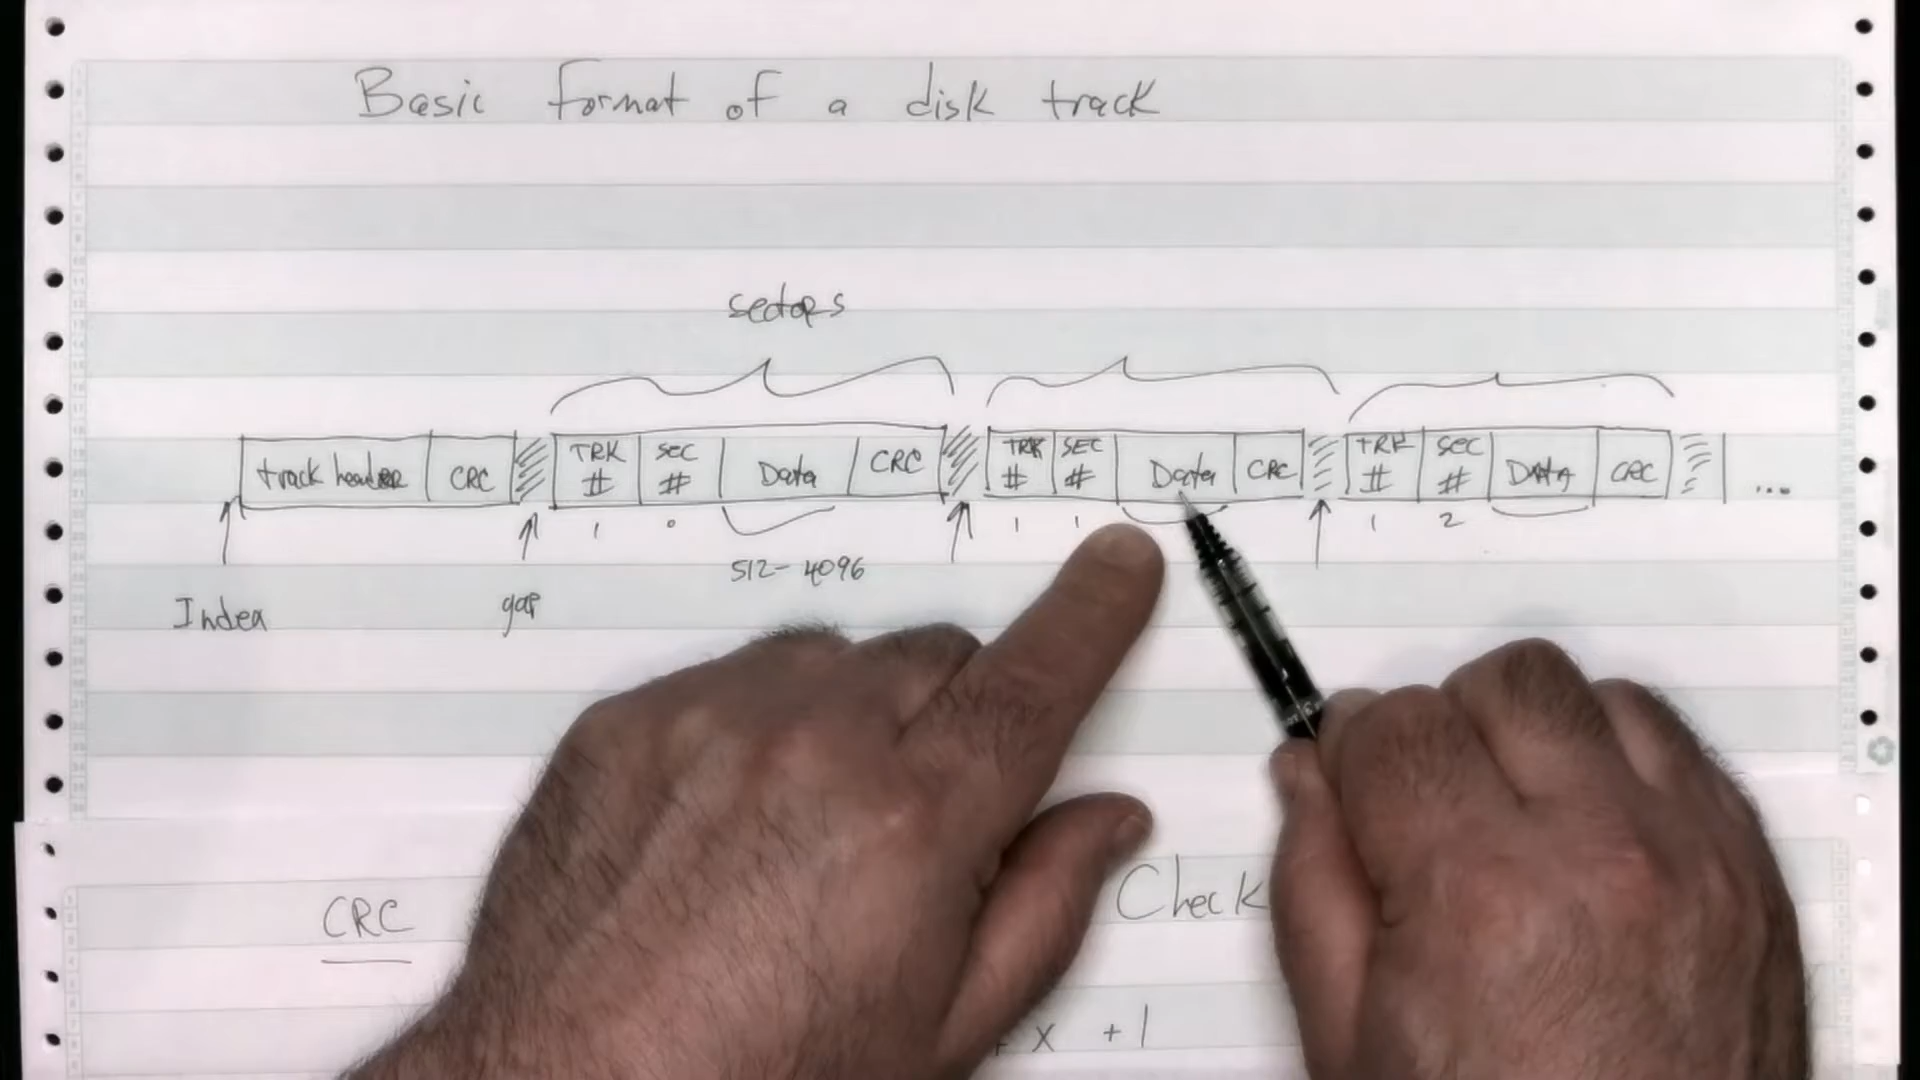 Basic format of a disk track
sectors
track header CRC TRK # SEC # Data CRC TRK # SEC # Data CRC TRK # SEC # DATA CRC ...
1 0 1 1 1 2
512-4096
Index gap
CRC Check
x + 1